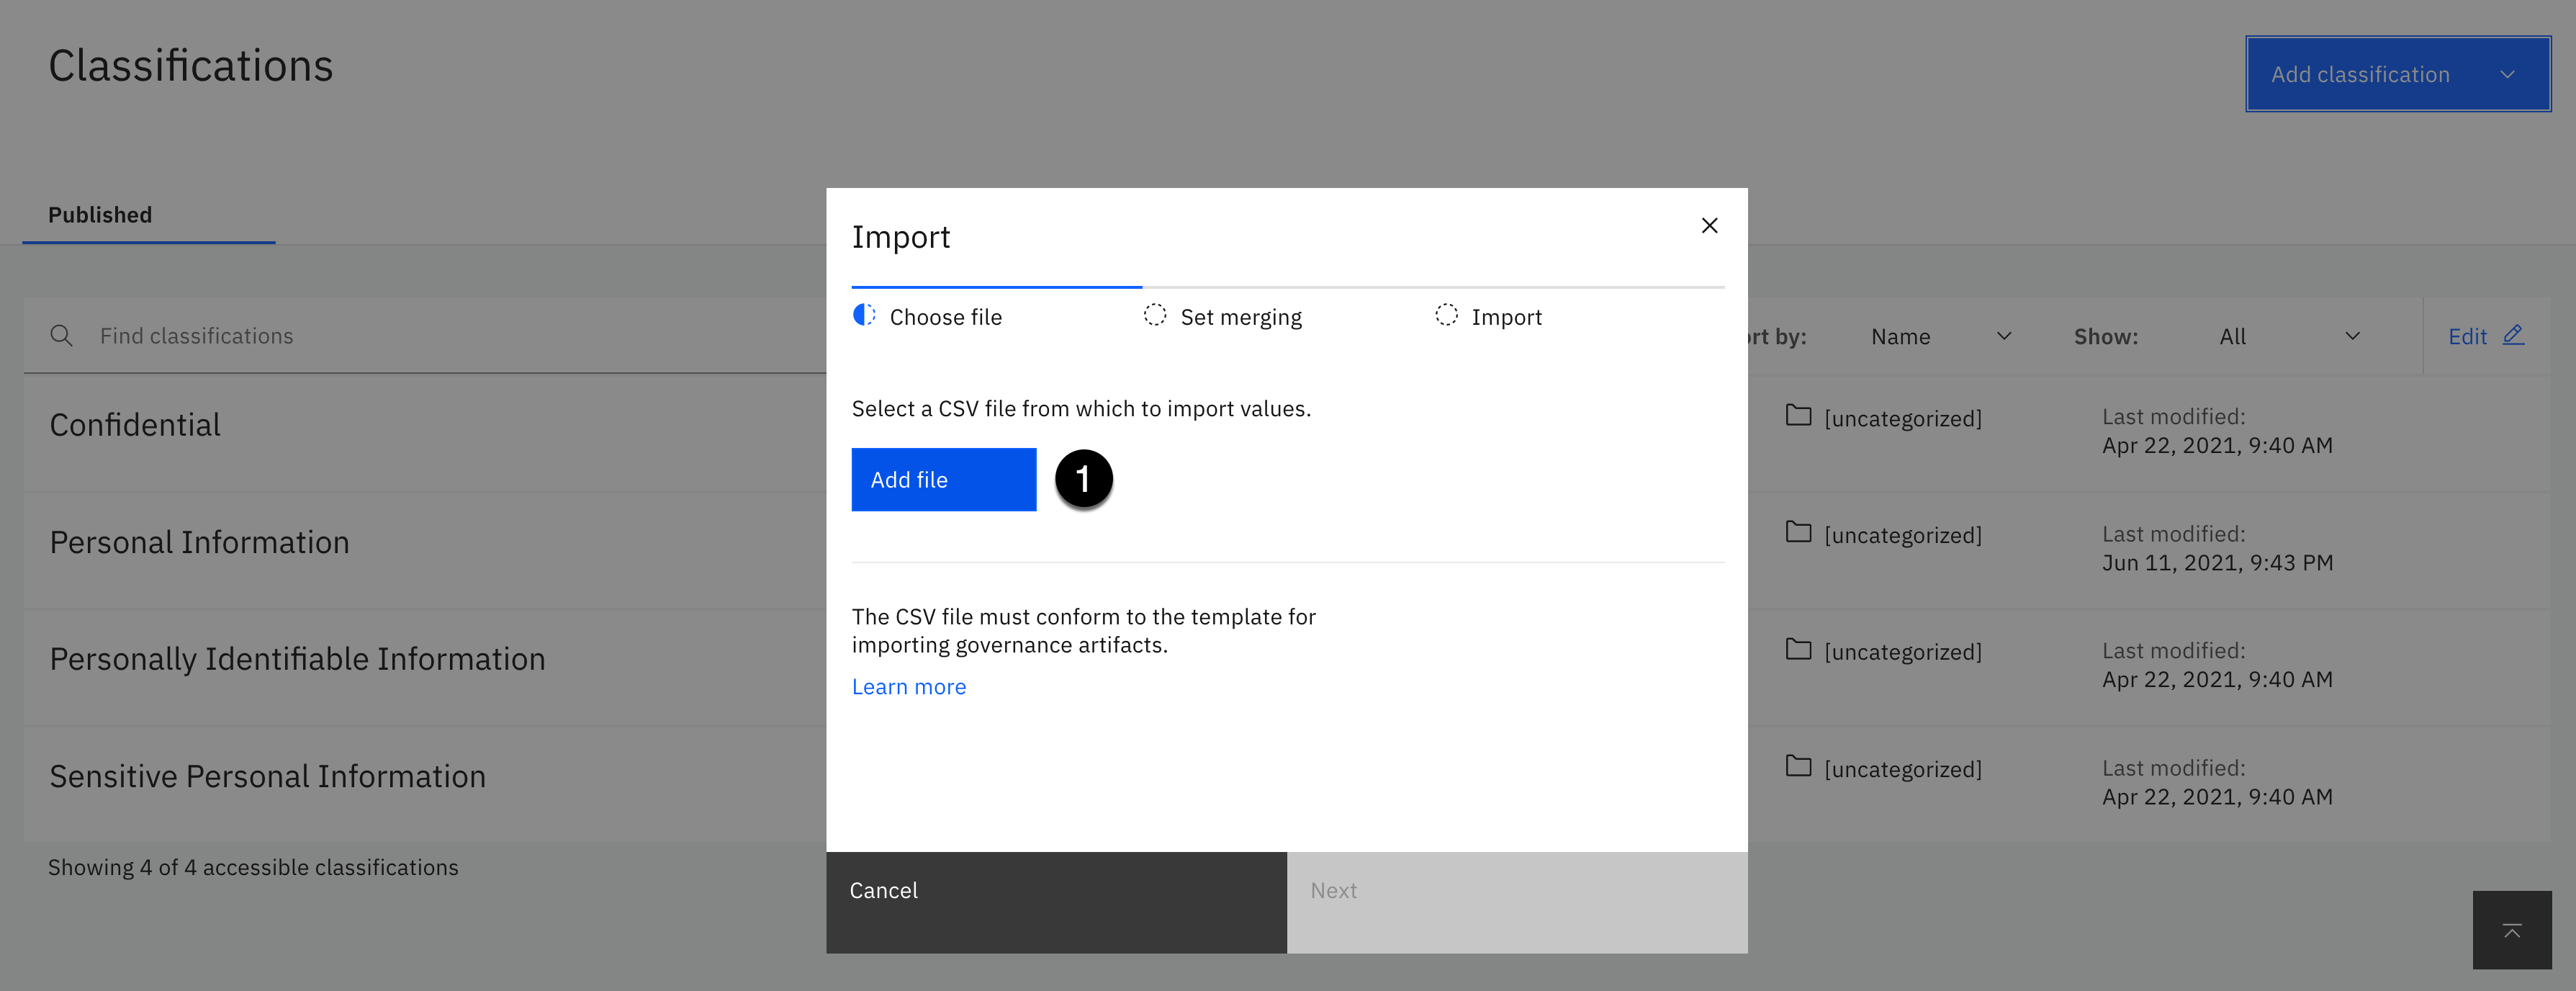 Classifications
Add classification
Published
Import
Choose file
Set merging
Import
Find classifications
rt by:
Name
Show:
All
Edit
Select a CSV file from which to import values.
Add file
1
The CSV file must conform to the template for
importing governance artifacts.
Learn more
Cancel
Next
Confidential
[uncategorized]
Last modified:
Apr 22, 2021, 9:40 AM
Personal Information
[uncategorized]
Last modified:
Jun 11, 2021, 9:43 PM
Personally Identifiable Information
[uncategorized]
Last modified:
Apr 22, 2021, 9:40 AM
Sensitive Personal Information
[uncategorized]
Last modified:
Apr 22, 2021, 9:40 AM
Showing 4 of 4 accessible classifications